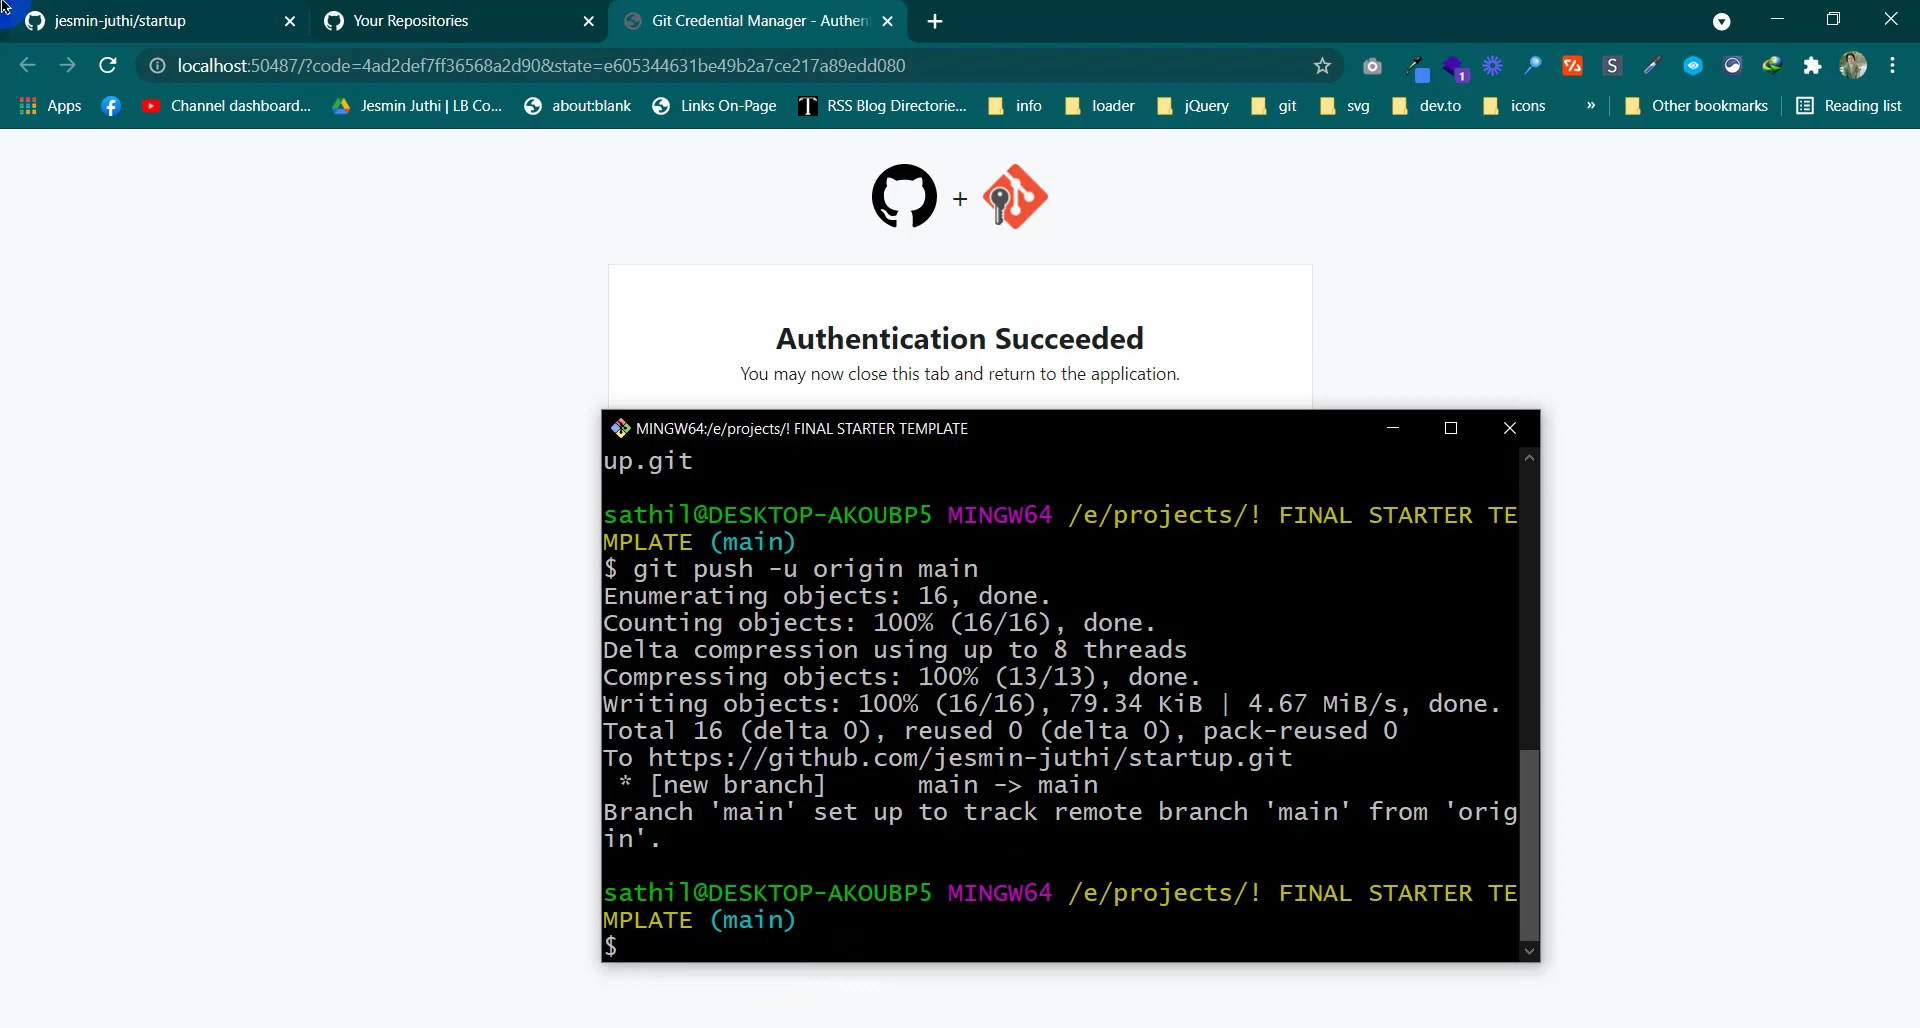 jesmin-juthi/startup
Your Repositories
Git Credential Manager - Authen
localhost:50487/?code=4ad2def7ff36568a2d90&state=e605344631be49b2a7ce217a89edd080
1
S
Apps
Channel dashboard...
Jesmin Juthi | LB Co...
about:blank
Links On-Page
T
RSS Blog Directorie...
info
loader
jQuery
git
svg
dev.to
icons
»
Other bookmarks
Reading list
+
Authentication Succeeded
You may now close this tab and return to the application.
MINGW64:/e/projects/! FINAL STARTER TEMPLATE
up.git
sathil@DESKTOP-AKOUBP5 MINGW64 /e/projects/! FINAL STARTER TE
MPLATE (main)
$ git push -u origin main
Enumerating objects: 16, done.
Counting objects: 100% (16/16), done.
Delta compression using up to 8 threads
Compressing objects: 100% (13/13), done.
Writing objects: 100% (16/16), 79.34 KiB | 4.67 MiB/s, done.
Total 16 (delta 0), reused 0 (delta 0), pack-reused 0
To https://github.com/jesmin-juthi/startup.git
 * [new branch]      main -> main
Branch 'main' set up to track remote branch 'main' from 'orig
in'.
sathil@DESKTOP-AKOUBP5 MINGW64 /e/projects/! FINAL STARTER TE
MPLATE (main)
$